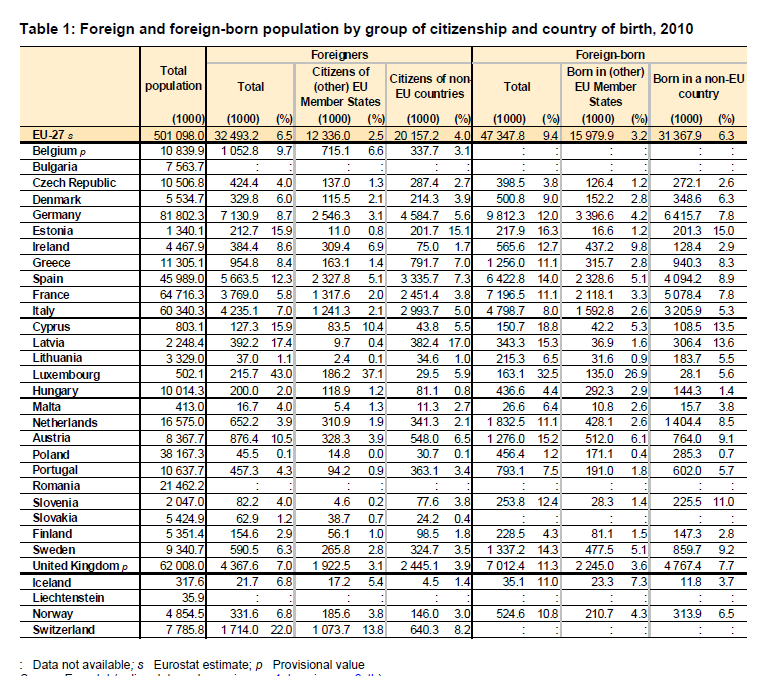 Table 1: Foreign and foreign-born population by group of citizenship and country of birth, 2010
Total population Foreigners Foreign-born
Total Citizens of (other) EU Member States Citizens of non-EU countries Total Born in (other) EU Member States Born in a non-EU country
(1000) (1000) (%) (1000) (%) (1000) (%) (1000) (%) (1000) (%) (1000) (%)
EU-27 s 501 098.0 32 493.2 6.5 12 336.0 2.5 20 157.2 4.0 47 347.8 9.4 15 979.9 3.2 31 367.9 6.3
Belgium p 10 839.9 1 052.8 9.7 715.1 6.6 337.7 3.1 : : : : : :
Bulgaria 7 563.7 : : : : : : : : : : : :
Czech Republic 10 506.8 424.4 4.0 137.0 1.3 287.4 2.7 398.5 3.8 126.4 1.2 272.1 2.6
Denmark 5 534.7 329.8 6.0 115.5 2.1 214.3 3.9 500.8 9.0 152.2 2.8 348.6 6.3
Germany 81 802.3 7 130.9 8.7 2 546.3 3.1 4 584.7 5.6 9 812.3 12.0 3 396.6 4.2 6 415.7 7.8
Estonia 1 340.1 212.7 15.9 11.0 0.8 201.7 15.1 217.9 16.3 16.6 1.2 201.3 15.0
Ireland 4 467.9 384.4 8.6 309.4 6.9 75.0 1.7 565.6 12.7 437.2 9.8 128.4 2.9
Greece 11 305.1 954.8 8.4 163.1 1.4 791.7 7.0 1 256.0 11.1 315.7 2.8 940.3 8.3
Spain 45 989.0 5 663.5 12.3 2 327.8 5.1 3 335.7 7.3 6 422.8 14.0 2 328.6 5.1 4 094.2 8.9
France 64 716.3 3 769.0 5.8 1 317.6 2.0 2 451.4 3.8 7 196.5 11.1 2 118.1 3.3 5 078.4 7.8
Italy 60 340.3 4 235.1 7.0 1 241.3 2.1 2 993.7 5.0 4 798.7 8.0 1 592.8 2.6 3 205.9 5.3
Cyprus 803.1 127.3 15.9 83.5 10.4 43.8 5.5 150.7 18.8 42.2 5.3 108.5 13.5
Latvia 2 248.4 392.2 17.4 9.7 0.4 382.4 17.0 343.3 15.3 36.9 1.6 306.4 13.6
Lithuania 3 329.0 37.0 1.1 2.4 0.1 34.6 1.0 215.3 6.5 31.6 0.9 183.7 5.5
Luxembourg 502.1 215.7 43.0 186.2 37.1 29.5 5.9 163.1 32.5 135.0 26.9 28.1 5.6
Hungary 10 014.3 200.0 2.0 118.9 1.2 81.1 0.8 436.6 4.4 292.3 2.9 144.3 1.4
Malta 413.0 16.7 4.0 5.4 1.3 11.3 2.7 26.6 6.4 10.8 2.6 15.7 3.8
Netherlands 16 575.0 652.2 3.9 310.9 1.9 341.3 2.1 1 832.5 11.1 428.1 2.6 1 404.4 8.5
Austria 8 367.7 876.4 10.5 328.3 3.9 548.0 6.5 1 276.0 15.2 512.0 6.1 764.0 9.1
Poland 38 167.3 45.5 0.1 14.8 0.0 30.7 0.1 456.4 1.2 171.1 0.4 285.3 0.7
Portugal 10 637.7 457.3 4.3 94.2 0.9 363.1 3.4 793.1 7.5 191.0 1.8 602.0 5.7
Romania 21 462.2 : : : : : : : : : : : :
Slovenia 2 047.0 82.2 4.0 4.6 0.2 77.6 3.8 253.8 12.4 28.3 1.4 225.5 11.0
Slovakia 5 424.9 62.9 1.2 38.7 0.7 24.2 0.4 : : : : : :
Finland 5 351.4 154.6 2.9 56.1 1.0 98.5 1.8 228.5 4.3 81.1 1.5 147.3 2.8
Sweden 9 340.7 590.5 6.3 265.8 2.8 324.7 3.5 1 337.2 14.3 477.5 5.1 859.7 9.2
United Kingdom p 62 008.0 4 367.6 7.0 1 922.5 3.1 2 445.1 3.9 7 012.4 11.3 2 245.0 3.6 4 767.4 7.7
Iceland 317.6 21.7 6.8 17.2 5.4 4.5 1.4 35.1 11.0 23.3 7.3 11.8 3.7
Liechtenstein 35.9 : : : : : : : : : : : :
Norway 4 854.5 331.6 6.8 185.6 3.8 146.0 3.0 524.6 10.8 210.7 4.3 313.9 6.5
Switzerland 7 785.8 1 714.0 22.0 1 073.7 13.8 640.3 8.2 : : : : : :
: Data not available; s Eurostat estimate; p Provisional value